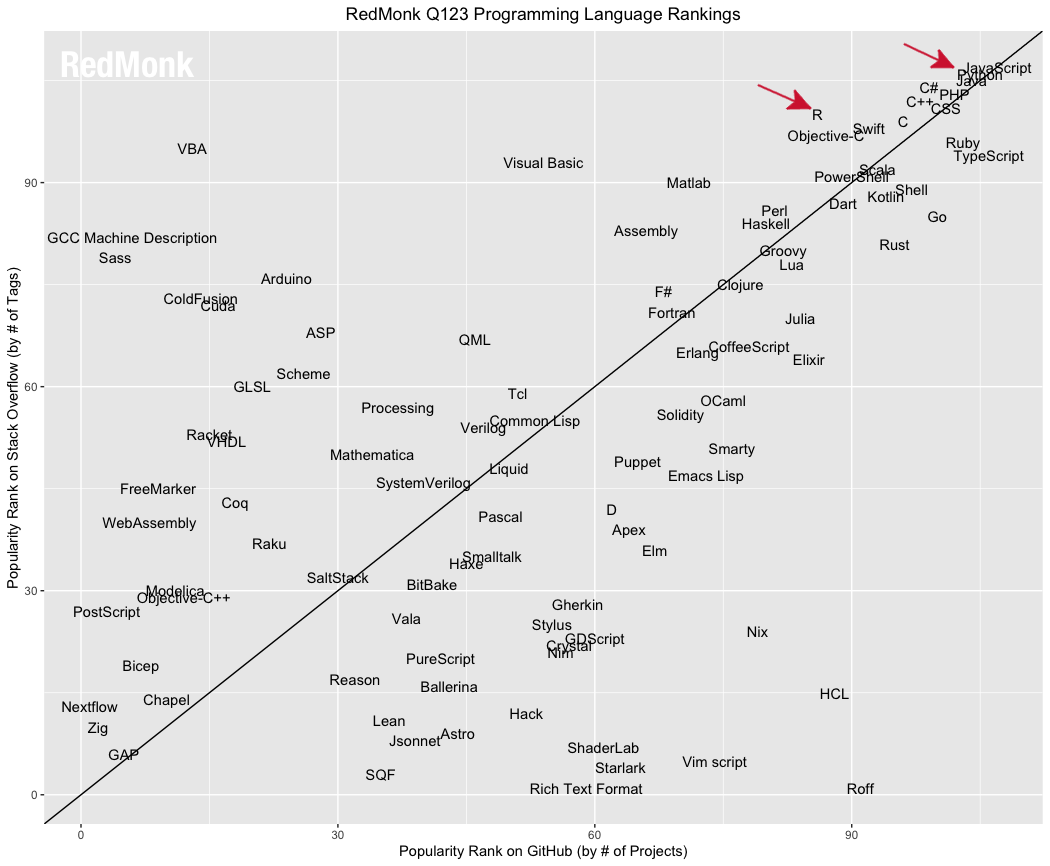 RedMonk Q123 Programming Language Rankings
RedMonk
JavaScript
Python
Java
C#
PHP
C++
CSS
R
C
Swift
Objective-C
VBA
Ruby
Visual Basic
TypeScript
Scala
PowerShell
Matlab
Shell
Kotlin
Dart
Perl
Go
Haskell
Assembly
GCC Machine Description
Rust
Groovy
Sass
Lua
Arduino
Clojure
F#
ColdFusion
Cuda
Fortran
Julia
ASP
QML
CoffeeScript
Erlang
Elixir
Scheme
GLSL
Tcl
OCaml
Processing
Solidity
Common Lisp
Verilog
Racket
VHDL
Smarty
Mathematica
Puppet
Liquid
Emacs Lisp
SystemVerilog
FreeMarker
Coq
D
Pascal
WebAssembly
Apex
Raku
Elm
Smalltalk
Haxe
SaltStack
BitBake
Modelica
Objective-C++
Gherkin
PostScript
Vala
Stylus
Nix
GDScript
Crystal
Nim
PureScript
Bicep
Reason
Ballerina
HCL
Chapel
Nextflow
Hack
Lean
Zig
Astro
Jsonnet
ShaderLab
GAP
Vim script
Starlark
SQF
Rich Text Format
Roff
90
60
30
0
Popularity Rank on Stack Overflow (by # of Tags)
0
30
60
90
Popularity Rank on GitHub (by # of Projects)